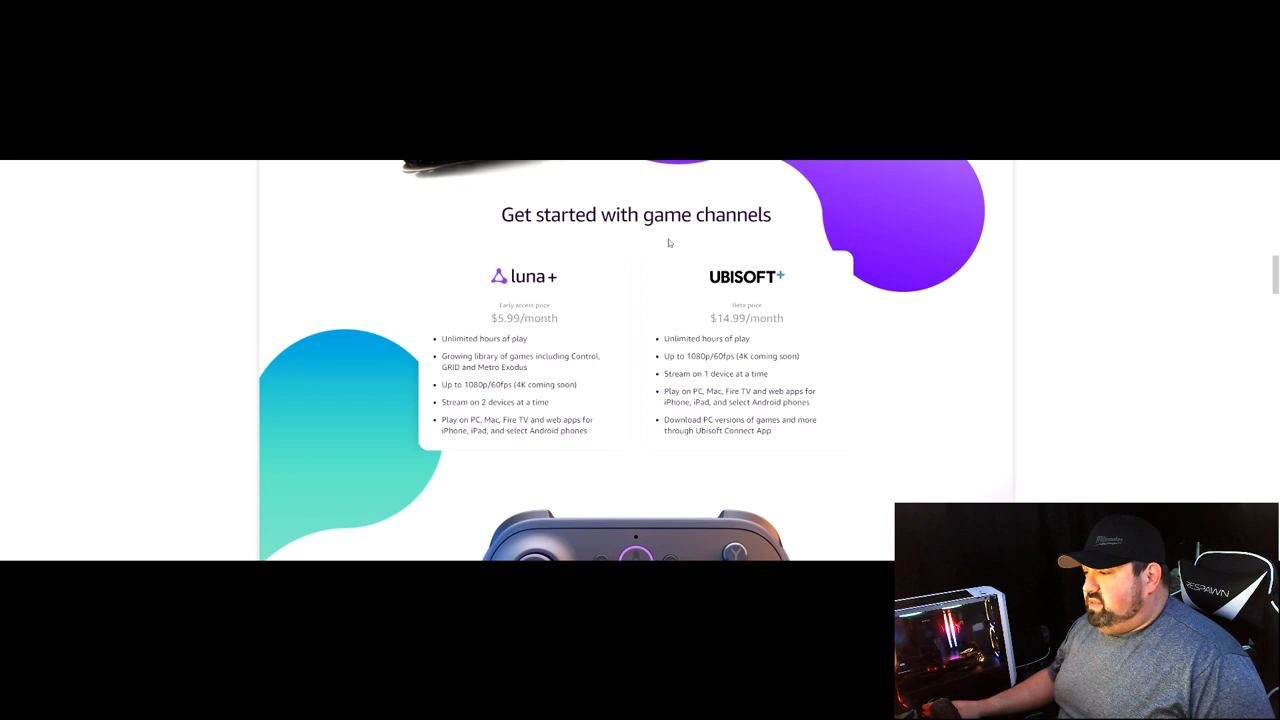 Get started with game channels
luna+
Early access price
$5.99/month
• Unlimited hours of play
• Growing library of games including Control,
GRID and Metro Exodus
• Up to 1080p/60fps (4K coming soon)
• Stream on 2 devices at a time
• Play on PC, Mac, Fire TV and web apps for
iPhone, iPad, and select Android phones
UBISOFT+
Beta price
$14.99/month
• Unlimited hours of play
• Up to 1080p/60fps (4K coming soon)
• Stream on 1 device at a time
• Play on PC, Mac, Fire TV and web apps for
iPhone, iPad, and select Android phones
• Download PC versions of games and more
through Ubisoft Connect App
Y
Milwaukee
RESPAWN